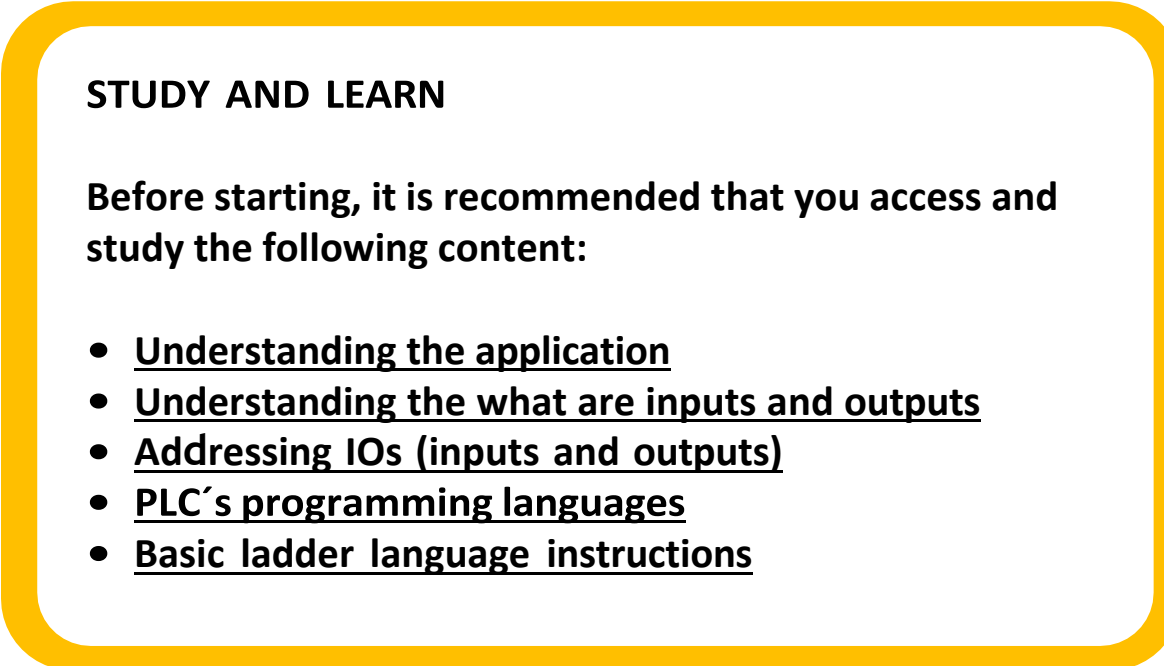 STUDY AND LEARN
Before starting, it is recommended that you access and
study the following content:
• Understanding the application
• Understanding the what are inputs and outputs
• Addressing IOs (inputs and outputs)
• PLC´s programming languages
• Basic ladder language instructions